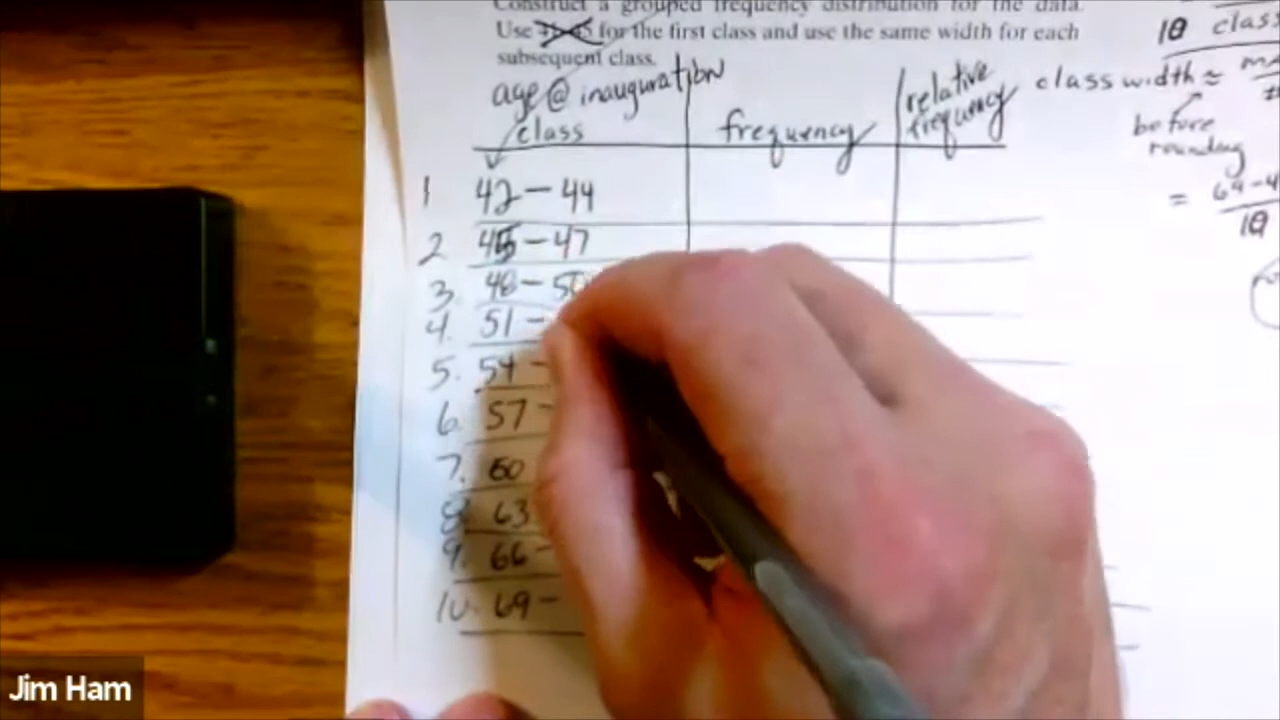 Construct a grouped frequency distribution for the data.
Use for the first class and use the same width for each
subsequent class.
age @ inauguration
class
frequency
relative
frequency
1 42 - 44
2 45 - 47
3. 48 - 50
4. 51 -
5. 54 -
6 57 -
7. 60
8 63
9. 66 -
10. 69 -
10 class
class width ≈
before
rounding
= 69-4
10
Jim Ham